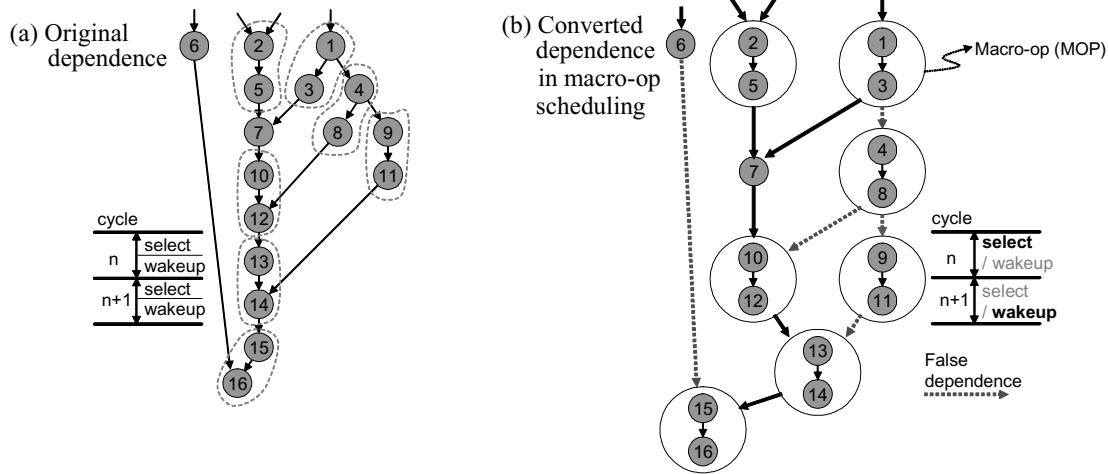 (a) Original
dependence
6
2
1
5
3
4
7
8
9
10
11
12
13
14
15
16
cycle
n
select
wakeup
n+1
select
wakeup
(b) Converted
dependence
in macro-op
scheduling
6
2
5
1
3
Macro-op (MOP)
7
4
8
10
12
9
11
13
14
15
16
cycle
n
select
/ wakeup
n+1
select
/ wakeup
False
dependence